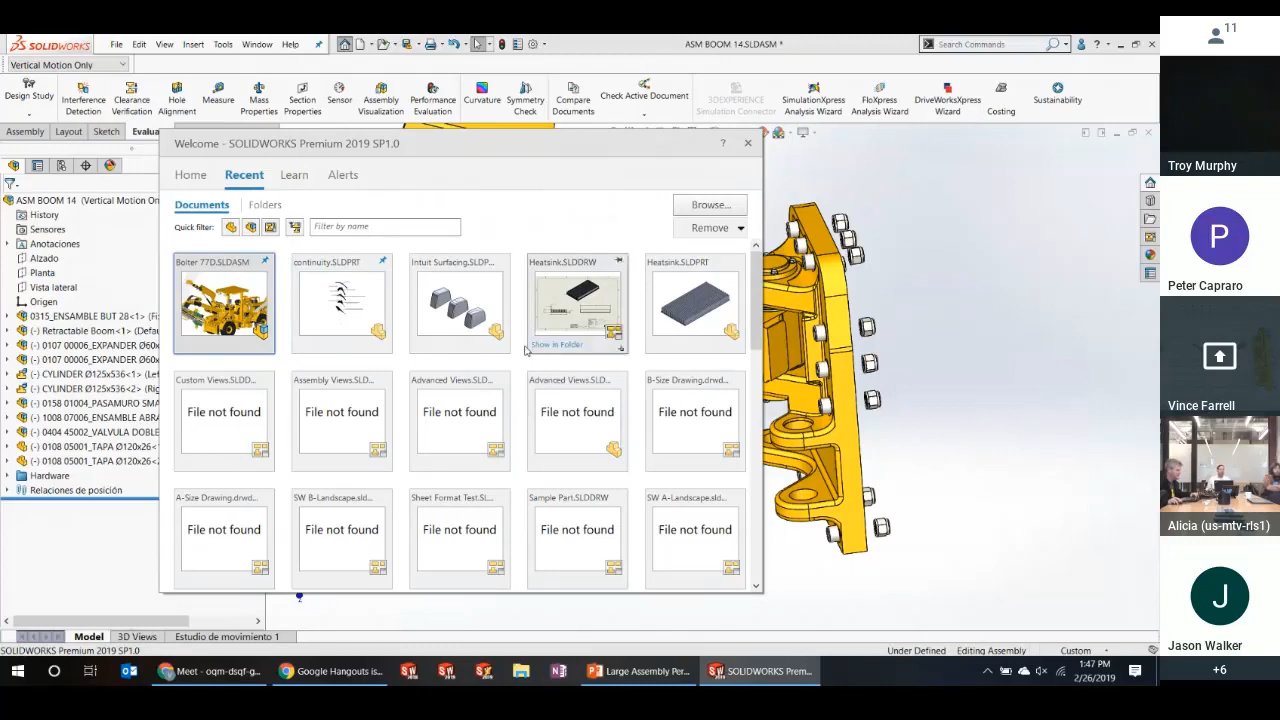 SOLIDWORKS File Edit View Insert Tools Window Help ASM BOOM 14.SLDASM * Search Commands
Vertical Motion Only
Design Study
Interference Detection
Clearance Verification
Hole Alignment
Measure
Mass Properties
Section Properties
Sensor
Assembly Visualization
Performance Evaluation
Curvature
Symmetry Check
Compare Documents
Check Active Document
3DEXPERIENCE Simulation Connector
SimulationXpress Analysis Wizard
FloXpress Analysis Wizard
DriveWorksXpress Wizard
Costing
Sustainability
Assembly Layout Sketch Evalua
Welcome - SOLIDWORKS Premium 2019 SP1.0 ?
Home Recent Learn Alerts
Documents Folders
Browse...
Quick filter: Filter by name
Remove
Bolter 77D.SLDASM continuity.SLDPRT Intuit Surfacing.SLDP... Heatsink.SLDDRW Heatsink.SLDPRT
Show in Folder
Custom Views.SLDD... Assembly Views.SLD... Advanced Views.SLD... Advanced Views.SLD... B-Size Drawing.drwd...
File not found File not found File not found File not found File not found
A-Size Drawing.drwd... SW B-Landscape.sld... Sheet Format Test.SL... Sample Part.SLDDRW SW A-Landscape.sld...
File not found File not found File not found File not found File not found
ASM BOOM 14 (Vertical Motion On
History
Sensores
Anotaciones
Alzado
Planta
Vista lateral
Origen
0315_ENSAMBLE BUT 28<1> (Defau
(-) Retractable Boom<1> (Defau
(-) 0107 00006_EXPANDER Ø60x
(-) 0107 00006_EXPANDER Ø60x
(-) CYLINDER Ø125x536<1> (Let
(-) CYLINDER Ø125x536<2> (Rig
(-) 0158 01004_PASAMURO SMA
(-) 1008 07006_ENSAMBLE ABRA
(-) 0404 45002_VALVULA DOBLE
(-) 0108 05001_TAPA Ø120x26<
(-) 0108 05001_TAPA Ø120x26<2
Hardware
Relaciones de posición
Model 3D Views Estudio de movimiento 1
SOLIDWORKS Premium 2019 SP1.0 Under Defined Editing Assembly Custom
Meet - oqm-dsqf-g... Google Hangouts is... Large Assembly Per... SOLIDWORKS Prem... 1:47 PM
2/26/2019
11
Troy Murphy
P
Peter Capraro
Vince Farrell
Alicia (us-mtv-rls1)
J
Jason Walker
+6